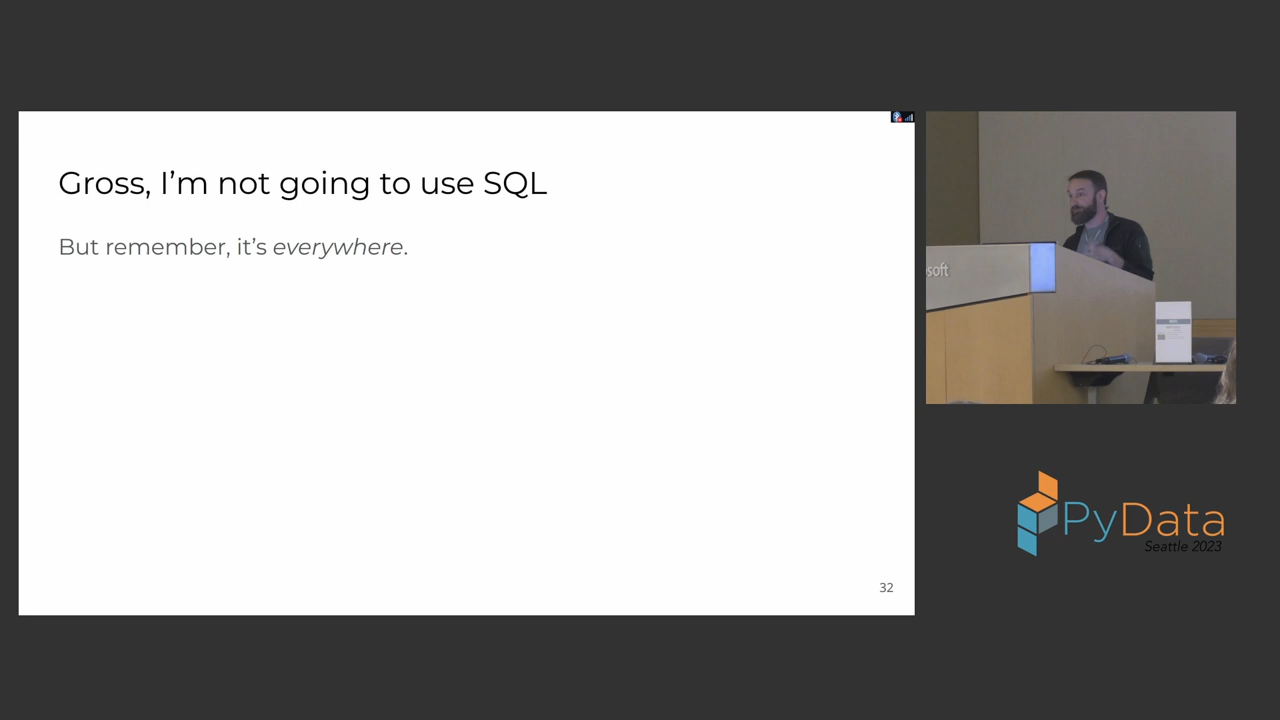 Gross, I'm not going to use SQL
But remember, it's everywhere.
32
soft
PyData
Seattle 2023